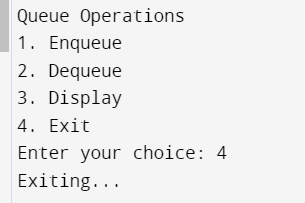 Queue Operations
1. Enqueue
2. Dequeue
3. Display
4. Exit
Enter your choice: 4
Exiting...